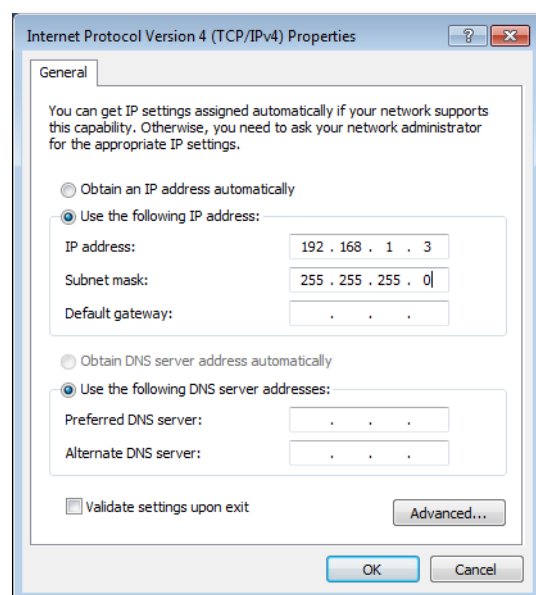 Internet Protocol Version 4 (TCP/IPv4) Properties
General
You can get IP settings assigned automatically if your network supports
this capability. Otherwise, you need to ask your network administrator
for the appropriate IP settings.
Obtain an IP address automatically
Use the following IP address:
IP address: 192 . 168 . 1 . 3
Subnet mask: 255 . 255 . 255 . 0
Default gateway: . . .
Obtain DNS server address automatically
Use the following DNS server addresses:
Preferred DNS server: . . .
Alternate DNS server: . . .
Validate settings upon exit
Advanced...
OK Cancel